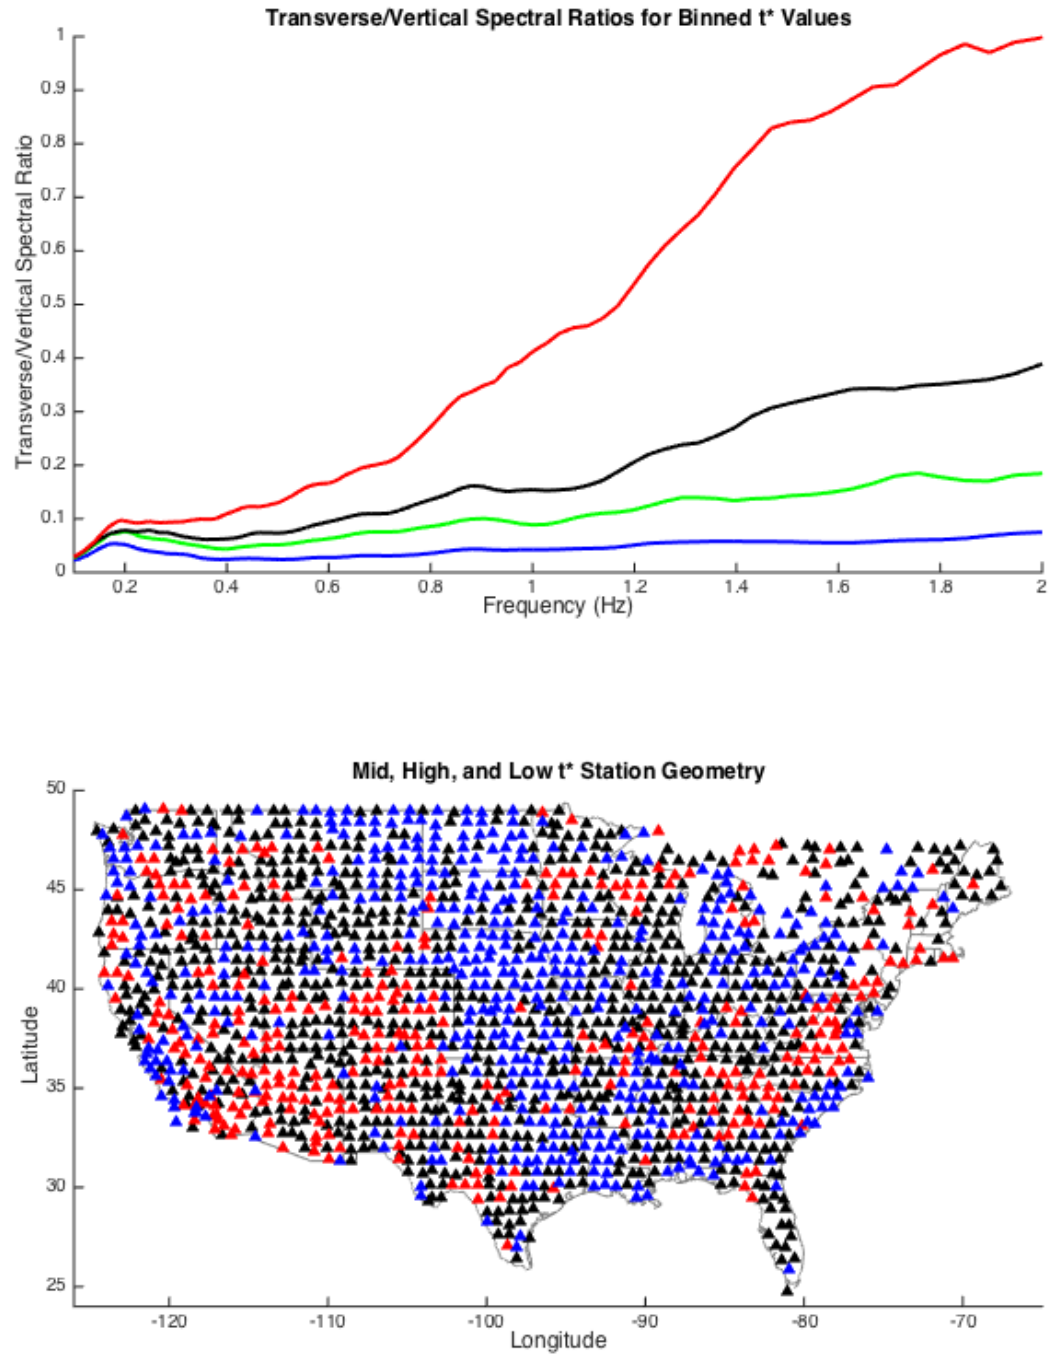 Transverse/Vertical Spectral Ratios for Binned t* Values
1
0.9
0.8
0.7
0.6
0.5
0.4
0.3
0.2
0.1
0
Transverse/Vertical Spectral Ratio
0.2 0.4 0.6 0.8 1 1.2 1.4 1.6 1.8 2
Frequency (Hz)
Mid, High, and Low t* Station Geometry
50
45
40
35
30
25
Latitude
-120 -110 -100 -90 -80 -70
Longitude